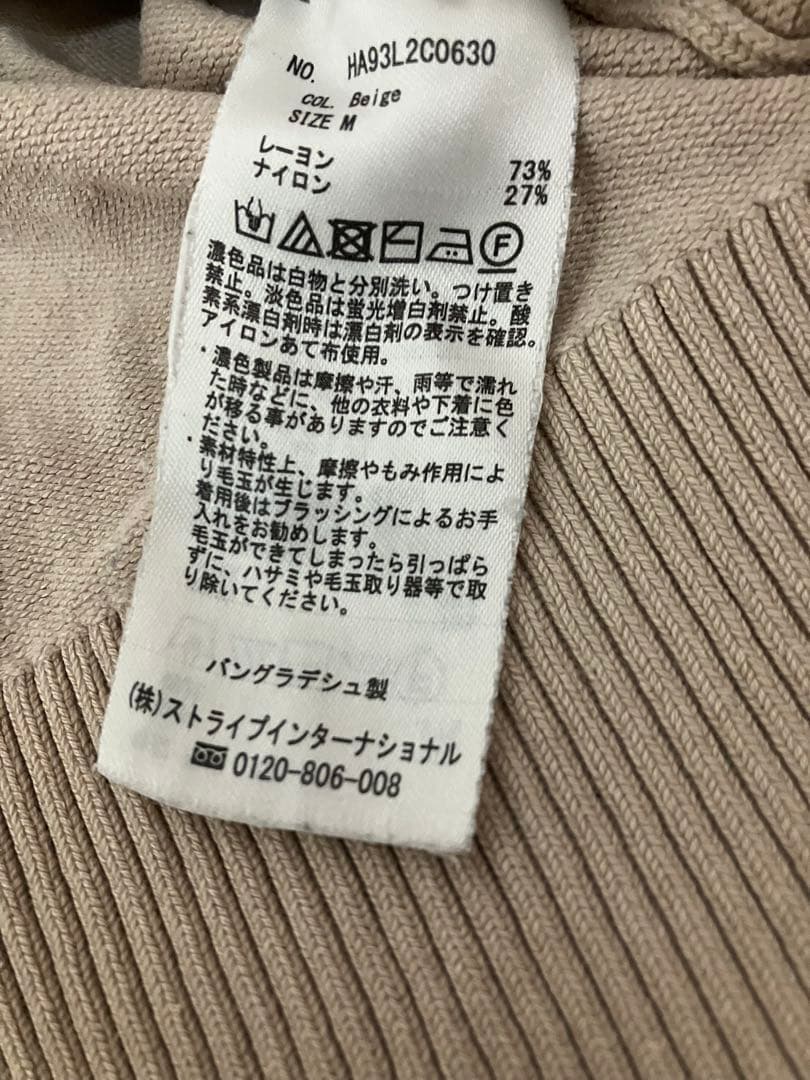 NO. HA93L2C0630
COL. Beige
SIZE M
レーヨン 73%
ナイロン 27%
F
濃色品は白物と分別洗い。つけ置き
禁止。淡色品は蛍光増白剤禁止。酸
素系漂白剤時は漂白剤の表示を確認。
アイロンあて布使用。
・濃色製品は摩擦や汗、雨等で濡れ
た時などに、他の衣料や下着に色
が移る事がありますのでご注意く
ださい。
・素材特性上、摩擦やもみ作用によ
り毛玉が生じます。
着用後はブラッシングによるお手
入れをお勧めします。
毛玉ができてしまったら引っぱら
ずに、ハサミや毛玉取り器等で取
り除いてください。
バングラデシュ製
(株)ストライプインターナショナル
0120-806-008